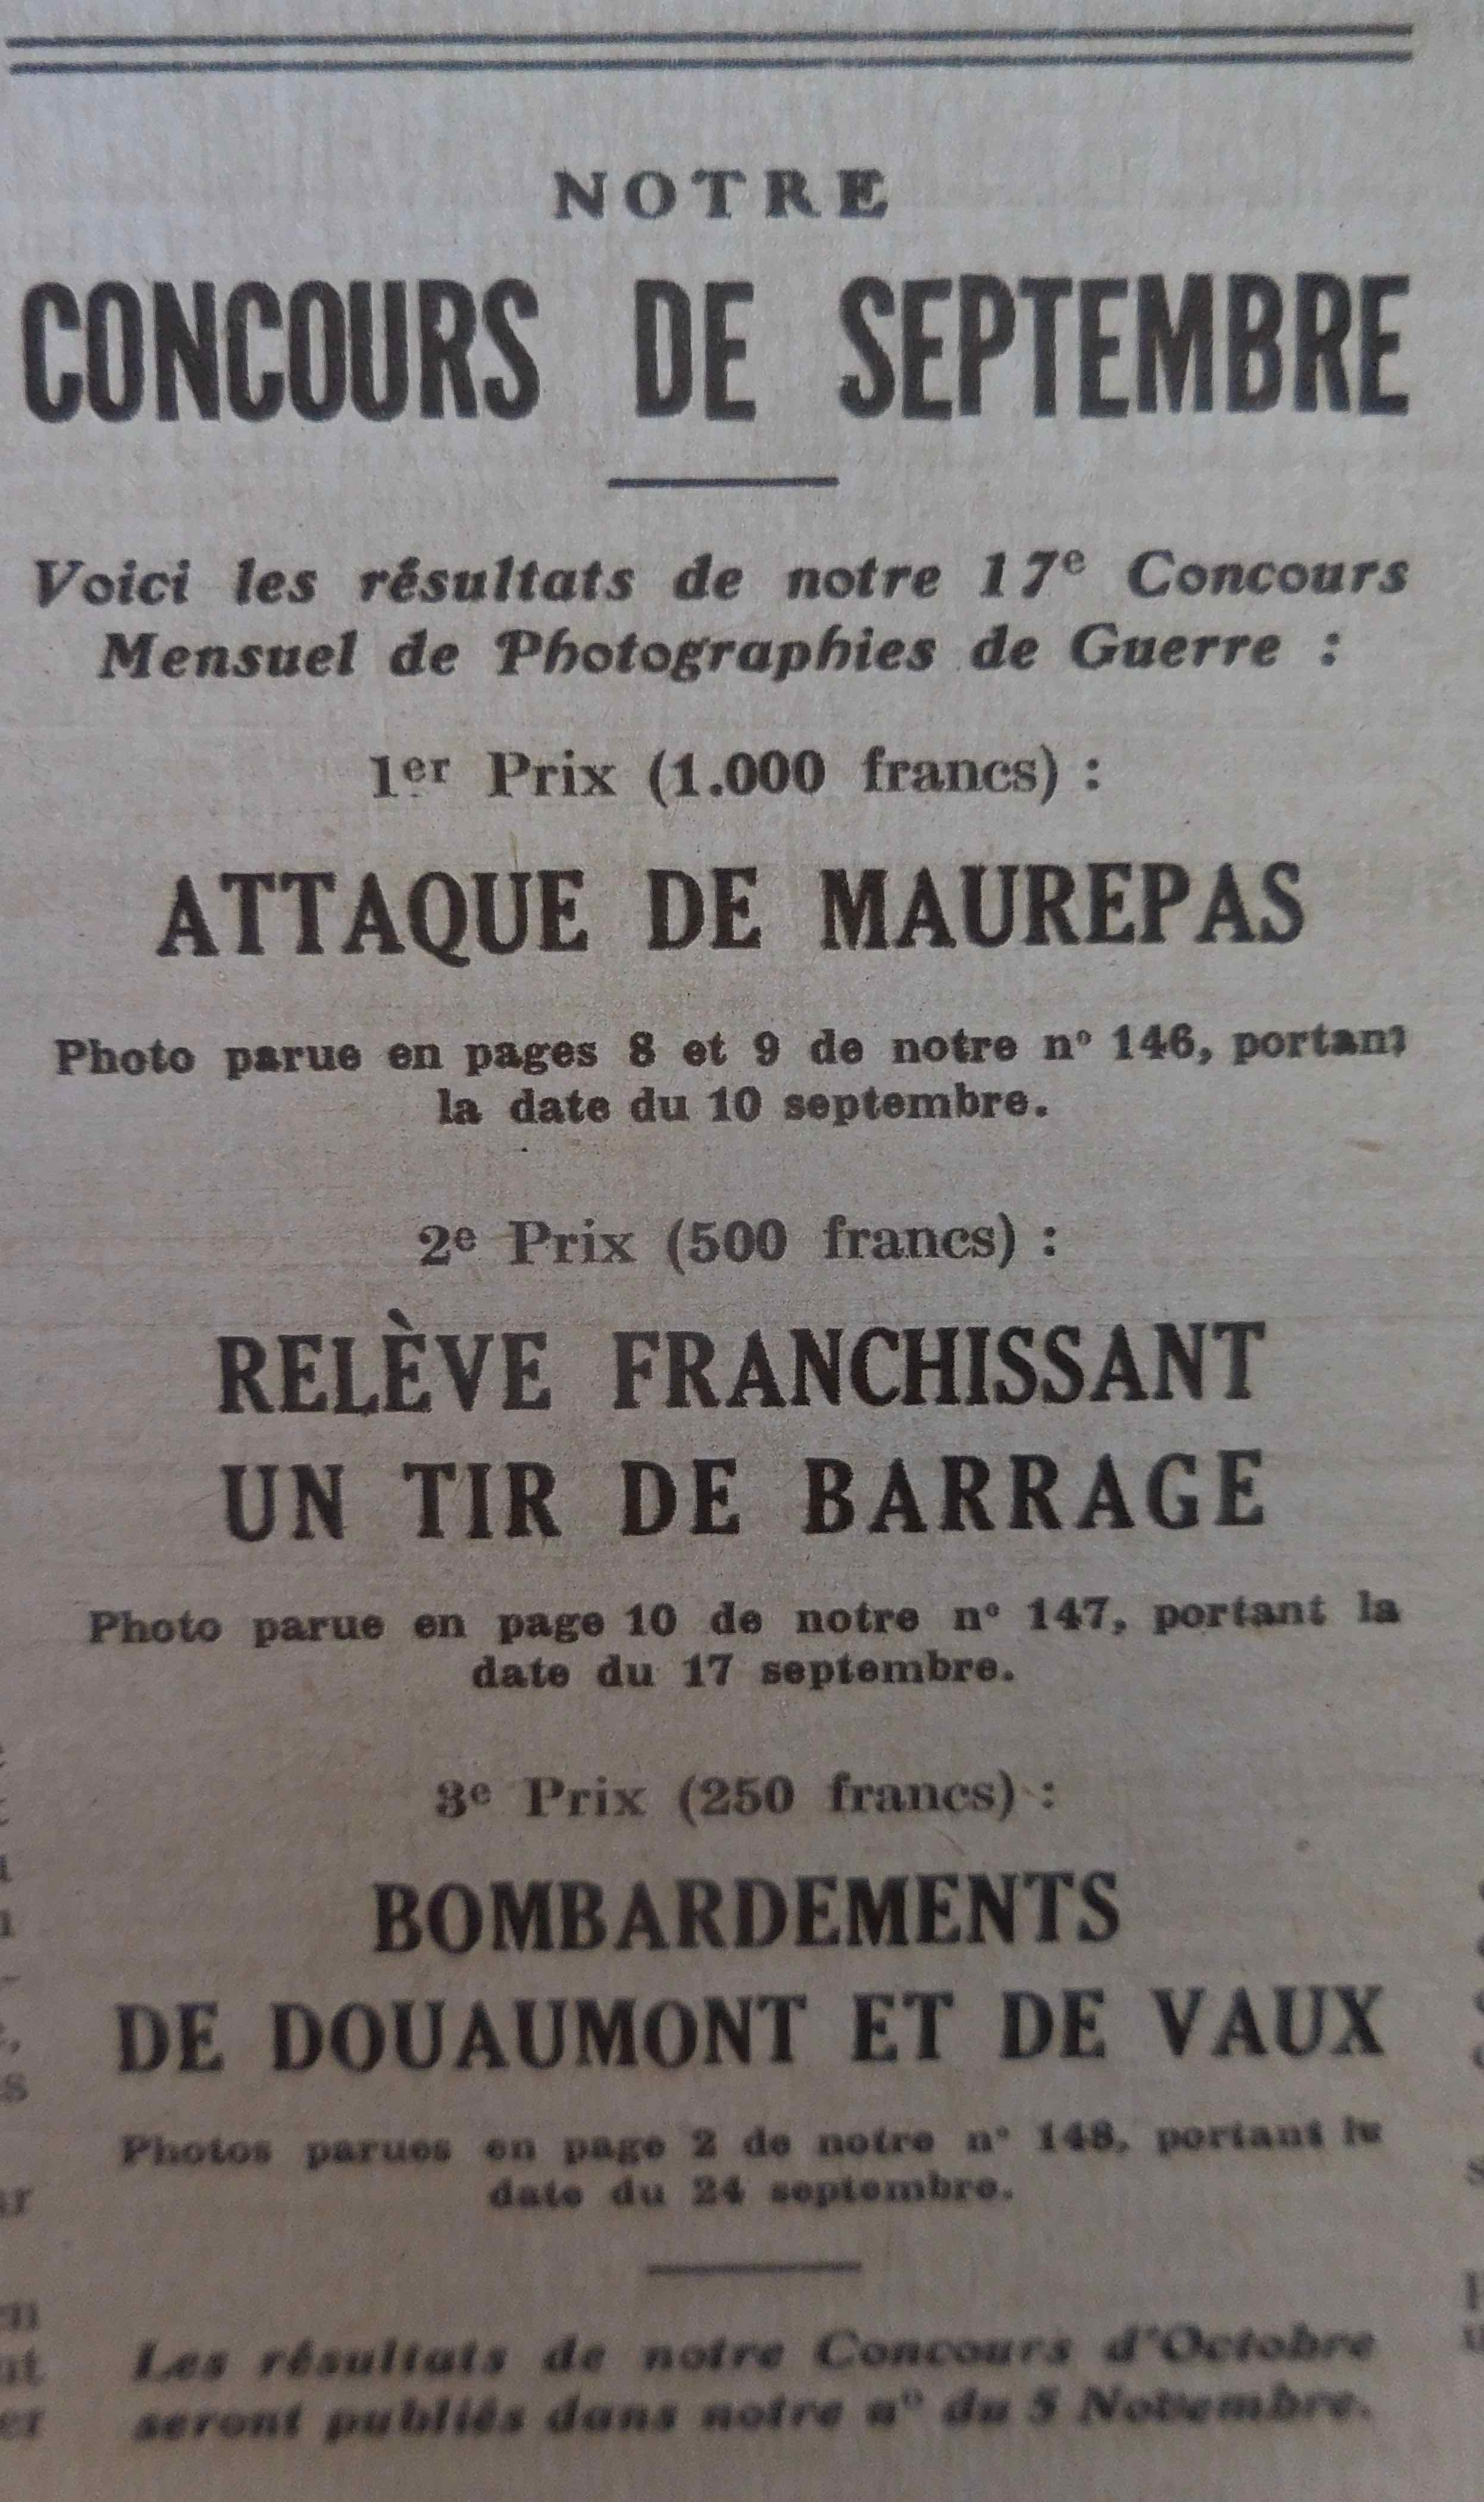 NOTRE
CONCOURS DE SEPTEMBRE
Voici les résultats de notre 17e Concours
Mensuel de Photographies de Guerre :
1er Prix (1.000 francs) :
ATTAQUE DE MAUREPAS
Photo parue en pages 8 et 9 de notre n° 146, portant
la date du 10 septembre.
2e Prix (500 francs) :
RELÈVE FRANCHISSANT
UN TIR DE BARRAGE
Photo parue en page 10 de notre n° 147, portant la
date du 17 septembre.
3e Prix (250 francs) :
BOMBARDEMENTS
DE DOUAUMONT ET DE VAUX
Photos parues en page 2 de notre n° 148, portant la
date du 24 septembre.
Les résultats de notre Concours d'Octobre
seront publiés dans notre n° du 5 Novembre.